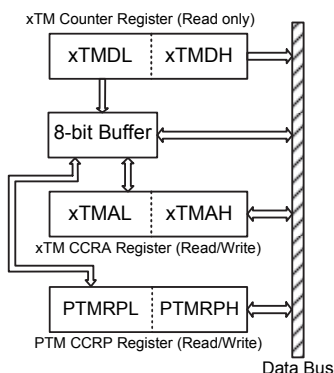 xTM Counter Register (Read only)
xTMDL xTMDH
8-bit Buffer
xTMAL xTMAH
xTM CCRA Register (Read/Write)
PTMRPL PTMRPH
PTM CCRP Register (Read/Write)
Data Bus